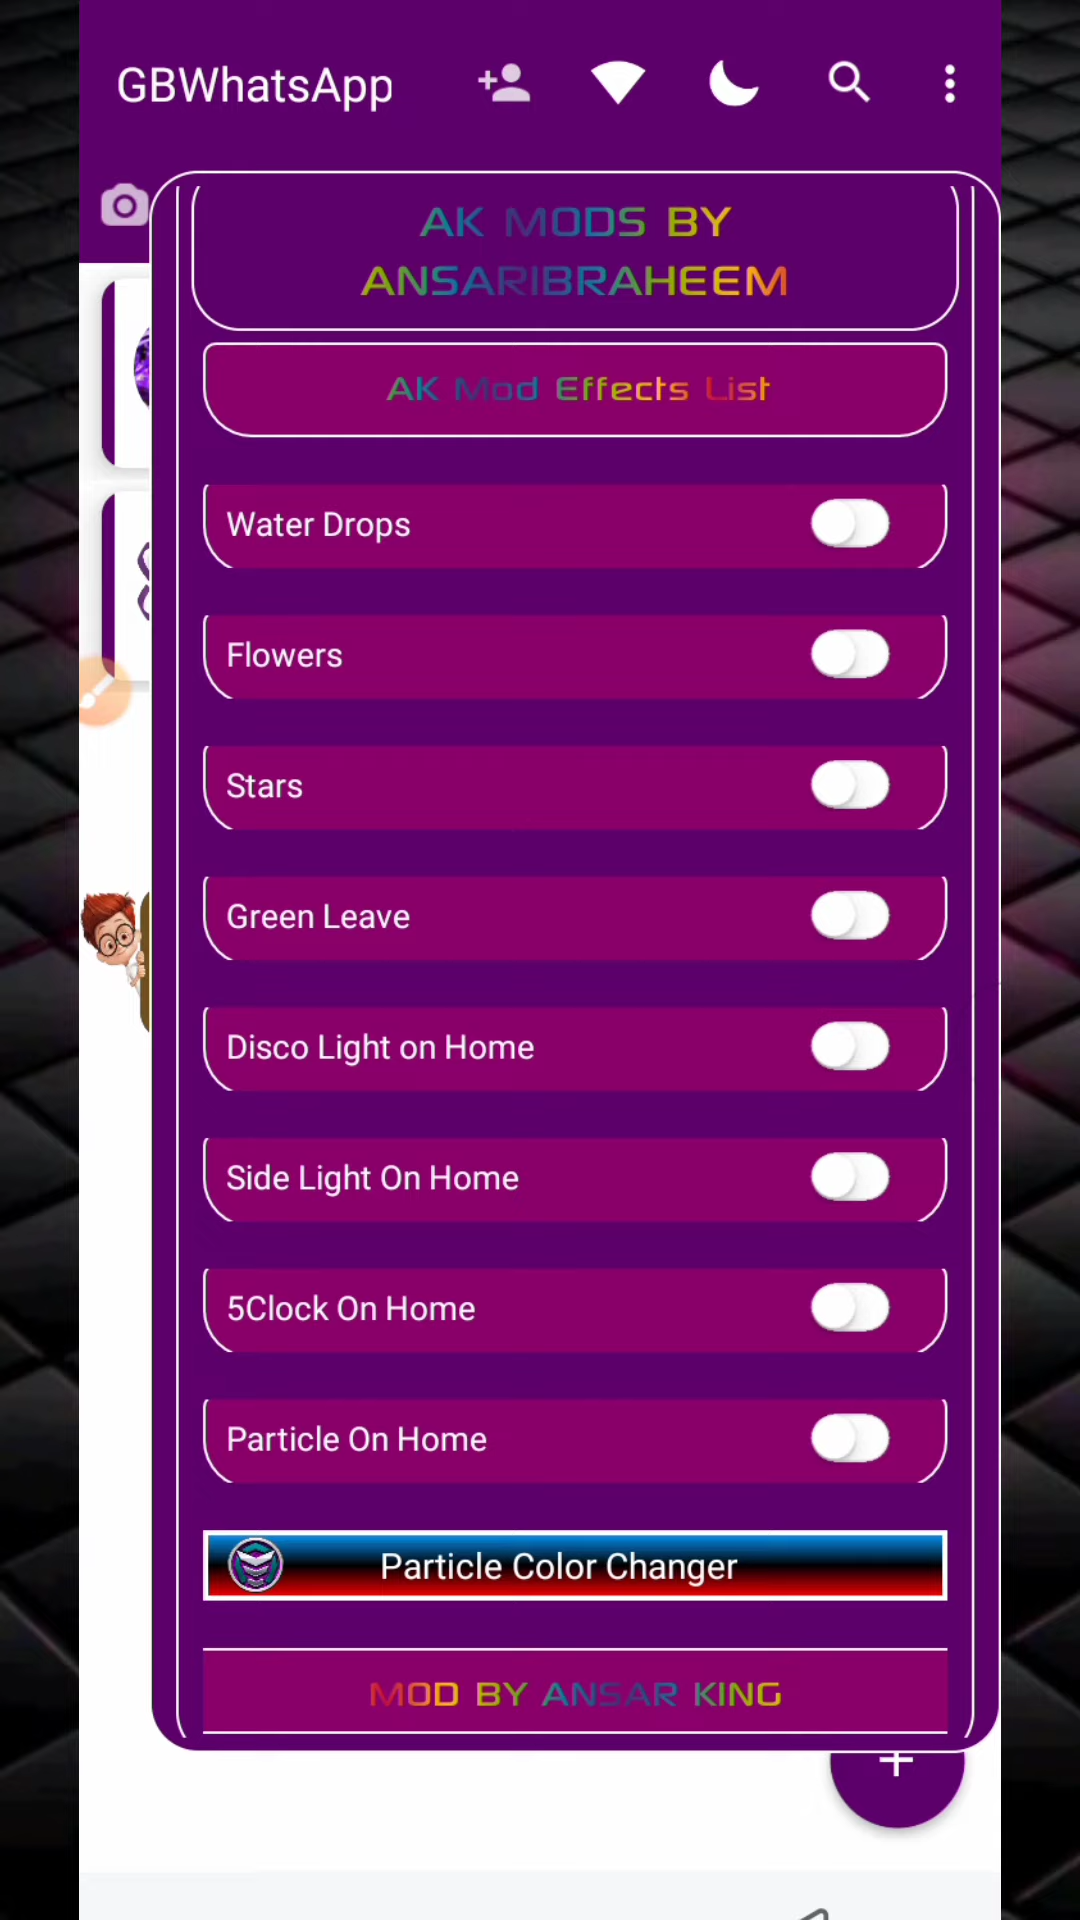 GBWhatsApp
AK MODS BY
ANSARIBRAHEEM
AK Mod Effects List
Water Drops
Flowers
Stars
Green Leave
Disco Light on Home
Side Light On Home
5Clock On Home
Particle On Home
Particle Color Changer
MOD BY ANSAR KING